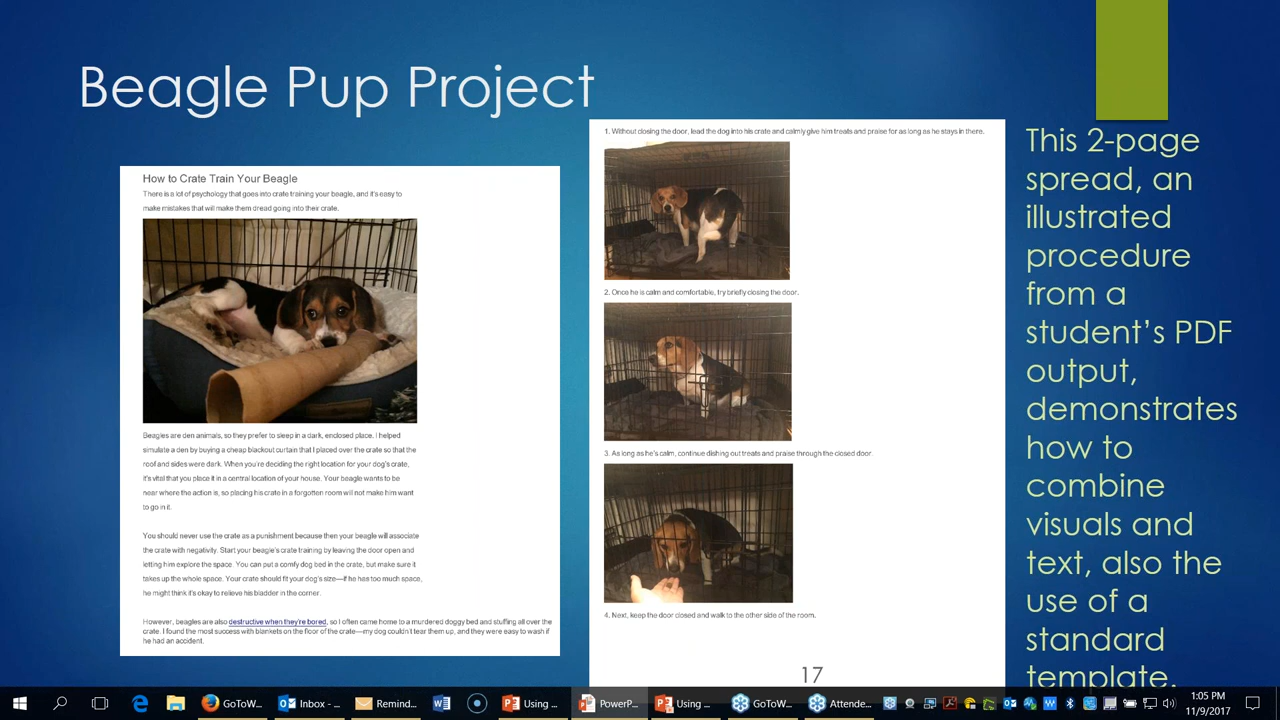 Beagle Pup Project
How to Crate Train Your Beagle
There is a lot of psychology that goes into crate training your beagle, and it's easy to
make mistakes that will make them dread going into their crate.
Beagles are den animals, so they prefer to sleep in a dark, enclosed place. I helped
simulate a den by buying a cheap blackout curtain that I placed over the crate so that the
roof and sides were dark. When you're deciding the right location for your dog's crate,
it's vital that you place it in a central location of your house. Your beagle wants to be
near where the action is, so placing his crate in a forgotten room will not make him want
to go in it.
You should never use the crate as a punishment because then your beagle will associate
the crate with negativity. Start your beagle's crate training by leaving the door open and
letting him explore the space. You can put a comfy dog bed in the crate, but make sure it
takes up the whole space. Your crate should fit your dog's size—if he has too much space,
he might think it's okay to relieve his bladder in the corner.
However, beagles are also destructive when they're bored, so I often came home to a murdered doggy bed and stuffing all over the
crate. I found the most success with blankets on the floor of the crate—my dog couldn't tear them up, and they were easy to wash if
he had an accident.
1. Without closing the door, lead the dog into his crate and calmly give him treats and praise for as long as he stays in there.
2. Once he is calm and comfortable, try briefly closing the door.
3. As long as he's calm, continue dishing out treats and praise through the closed door.
4. Next, keep the door closed and walk to the other side of the room.
17
This 2-page
spread, an
illustrated
procedure
from a
student's PDF
output,
demonstrates
how to
combine
visuals and
text, also the
use of a
standard
template.
GoToW...
Inbox - ...
Remind...
Using ...
PowerP...
Using ...
GoToW...
Attende...
1:05 PM
11/9/2017